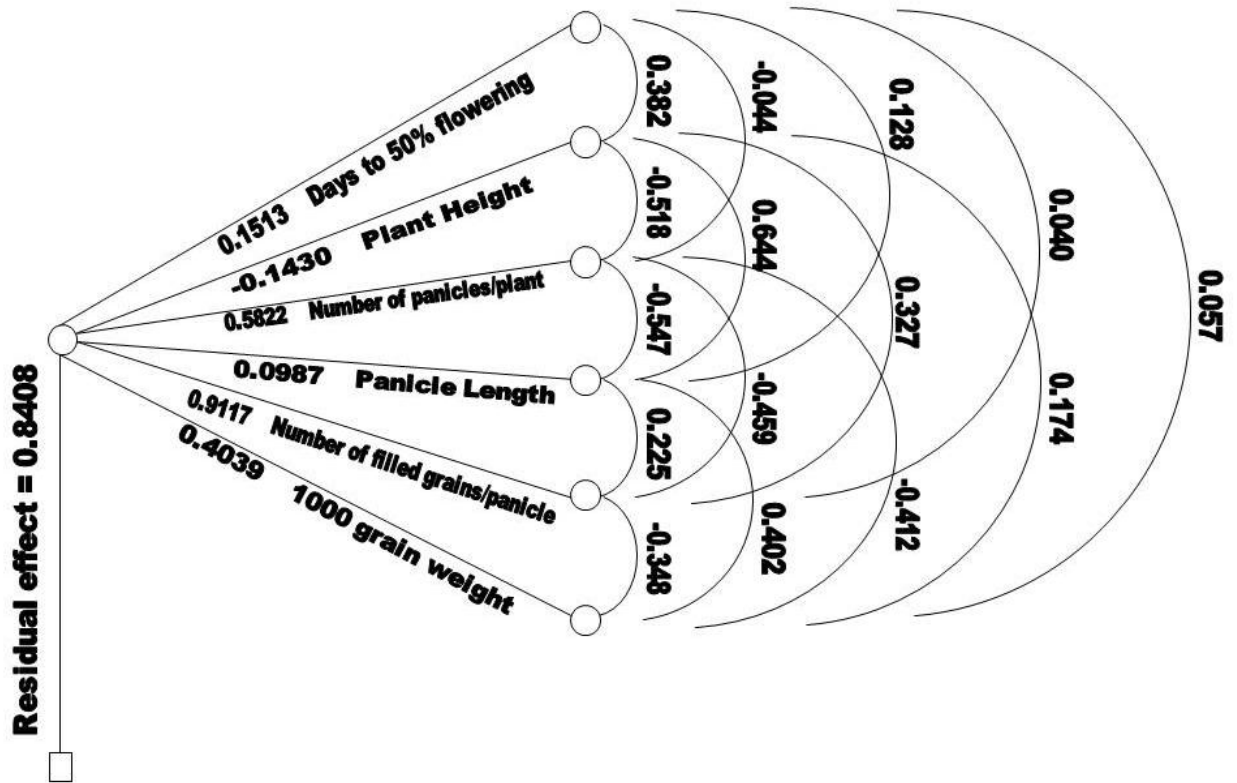 0.1513 Days to 50% flowering
-0.1430 Plant Height
0.5822 Number of panicles/plant
0.0987 Panicle Length
0.9117 Number of filled grains/panicle
0.4039 1000 grain weight
Residual effect = 0.8408
0.382
-0.518
-0.547
0.225
-0.348
-0.044
0.644
-0.459
0.402
0.128
0.327
-0.412
0.040
0.174
0.057